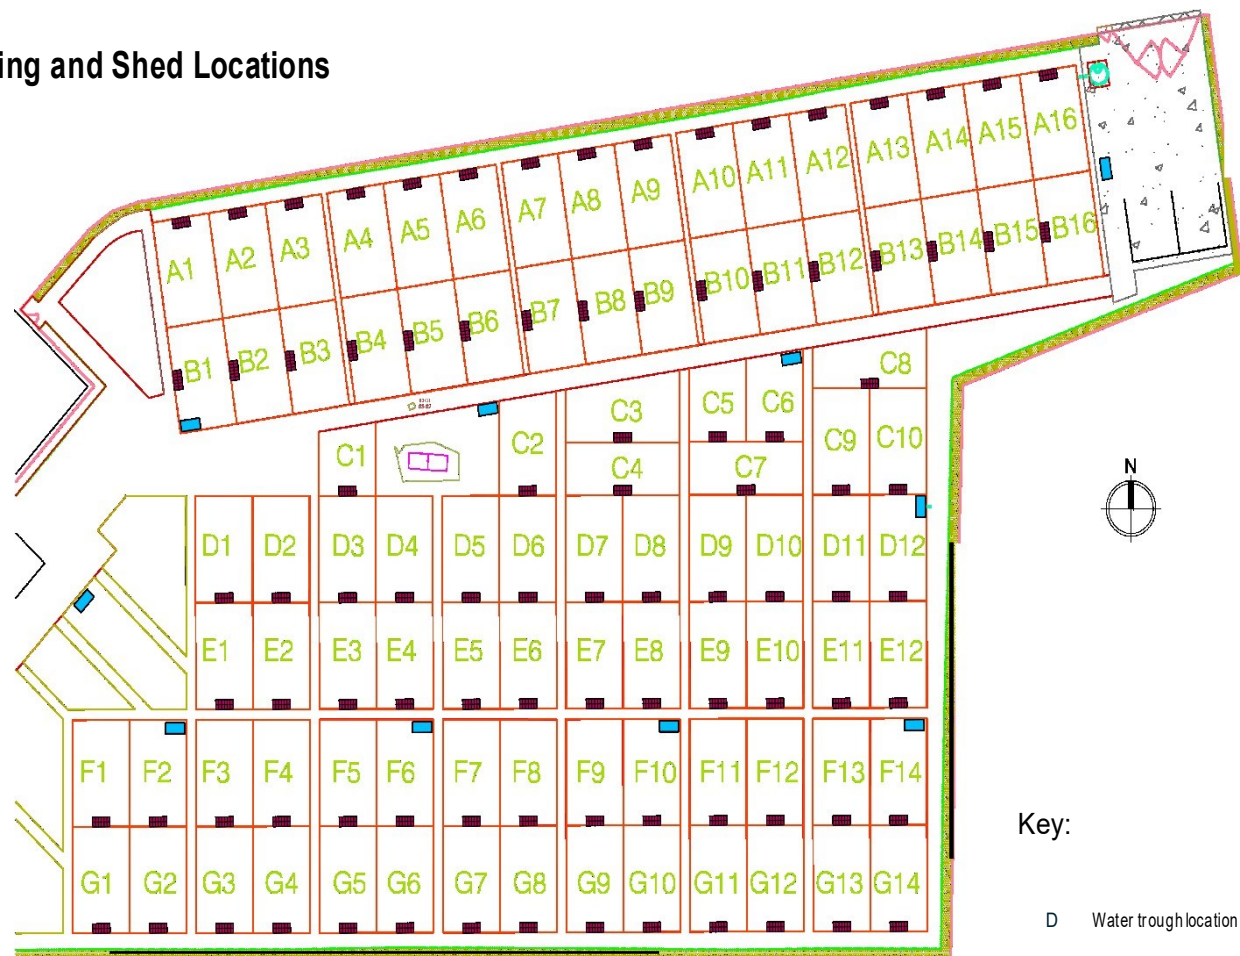 ing and Shed Locations
A1 A2 A3 A4 A5 A6 A7 A8 A9 A10 A11 A12 A13 A14 A15 A16
B1 B2 B3 B4 B5 B6 B7 B8 B9 B10 B11 B12 B13 B14 B15 B16
C1 C2 C3 C5 C6 C8
C4 C7 C9 C10
N
D1 D2 D3 D4 D5 D6 D7 D8 D9 D10 D11 D12
E1 E2 E3 E4 E5 E6 E7 E8 E9 E10 E11 E12
F1 F2 F3 F4 F5 F6 F7 F8 F9 F10 F11 F12 F13 F14
Key:
G1 G2 G3 G4 G5 G6 G7 G8 G9 G10 G11 G12 G13 G14
D Water trough location